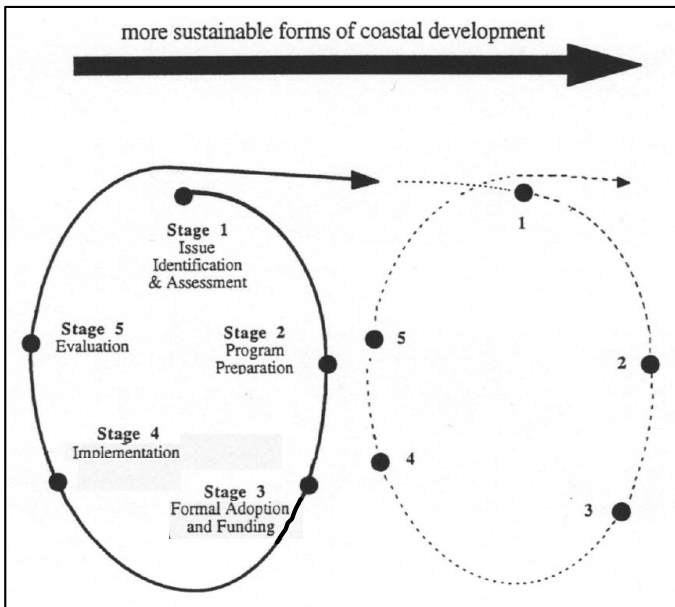 more sustainable forms of coastal development
Stage 1
Issue
Identification
& Assessment
Stage 2
Program
Preparation
Stage 3
Formal Adoption
and Funding
Stage 4
Implementation
Stage 5
Evaluation
1
2
3
4
5